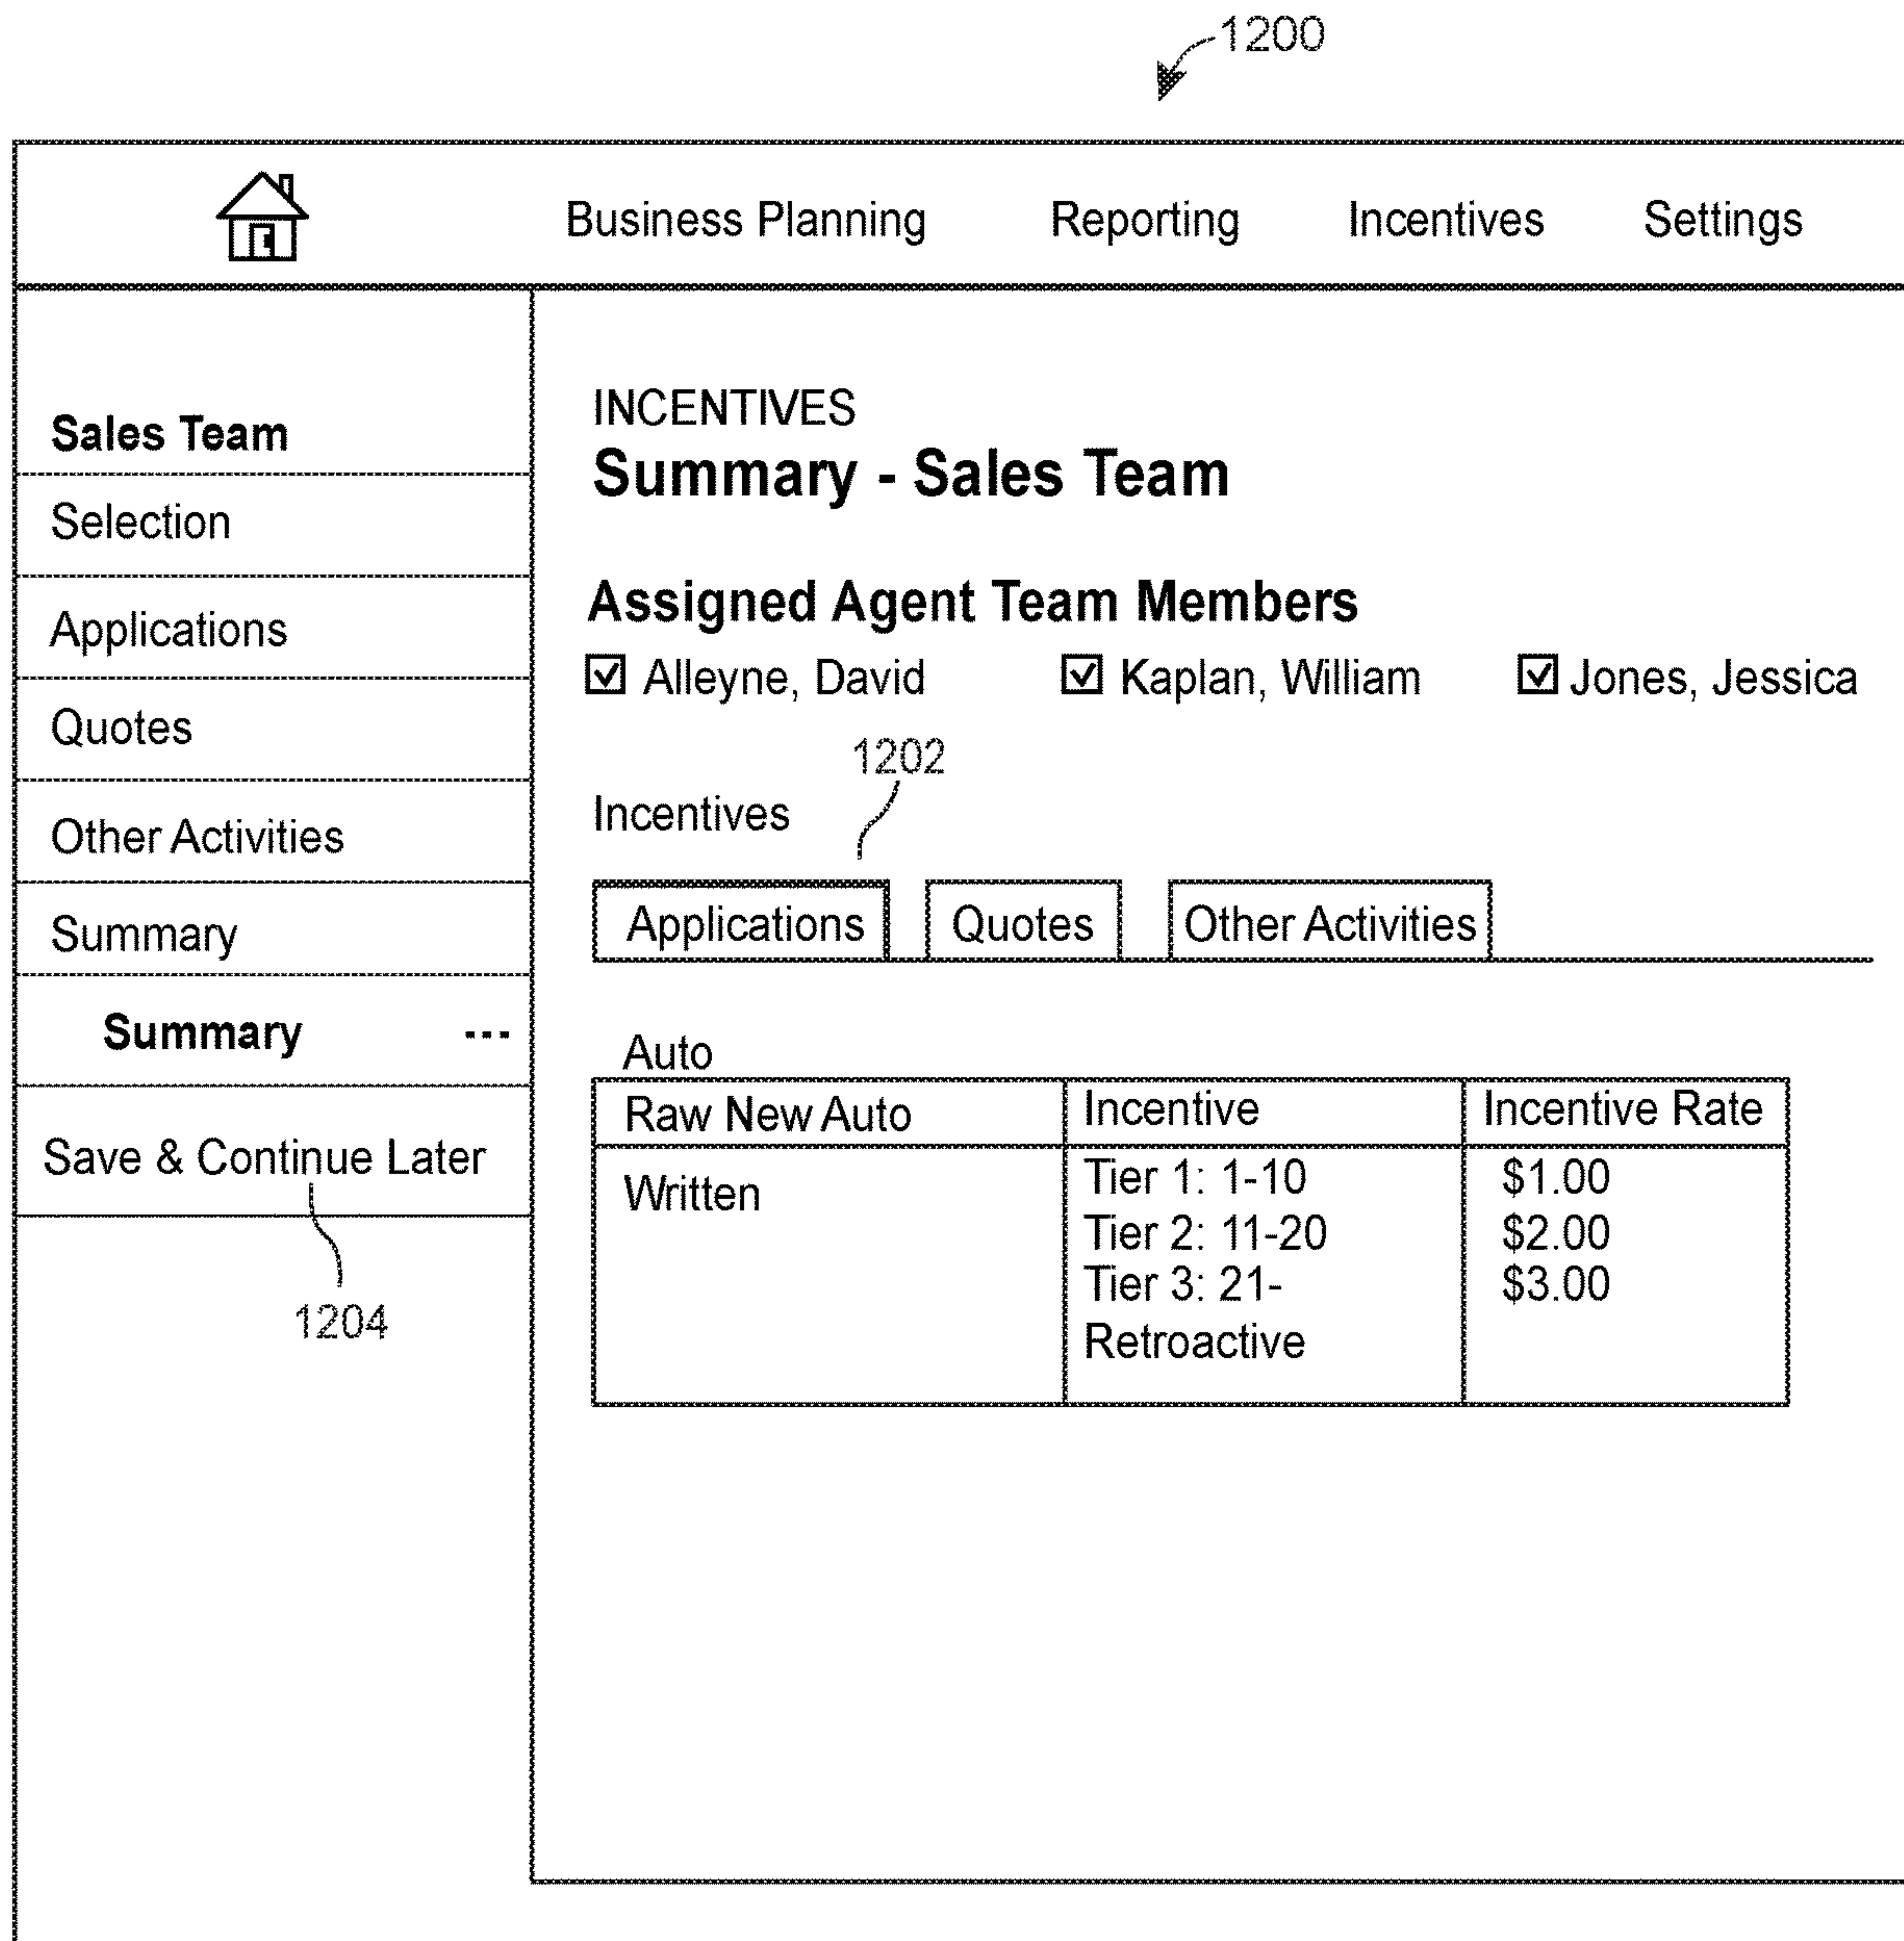 1200
Business Planning Reporting Incentives Settings
Sales Team
Selection
Applications
Quotes
Other Activities
Summary
Summary ---
Save & Continue Later
1204
INCENTIVES
Summary - Sales Team
Assigned Agent Team Members
Alleyne, David Kaplan, William Jones, Jessica
1202
Incentives
Applications Quotes Other Activities
Auto
Raw New Auto Incentive Incentive Rate
Written Tier 1: 1-10 $1.00
Tier 2: 11-20 $2.00
Tier 3: 21- $3.00
Retroactive